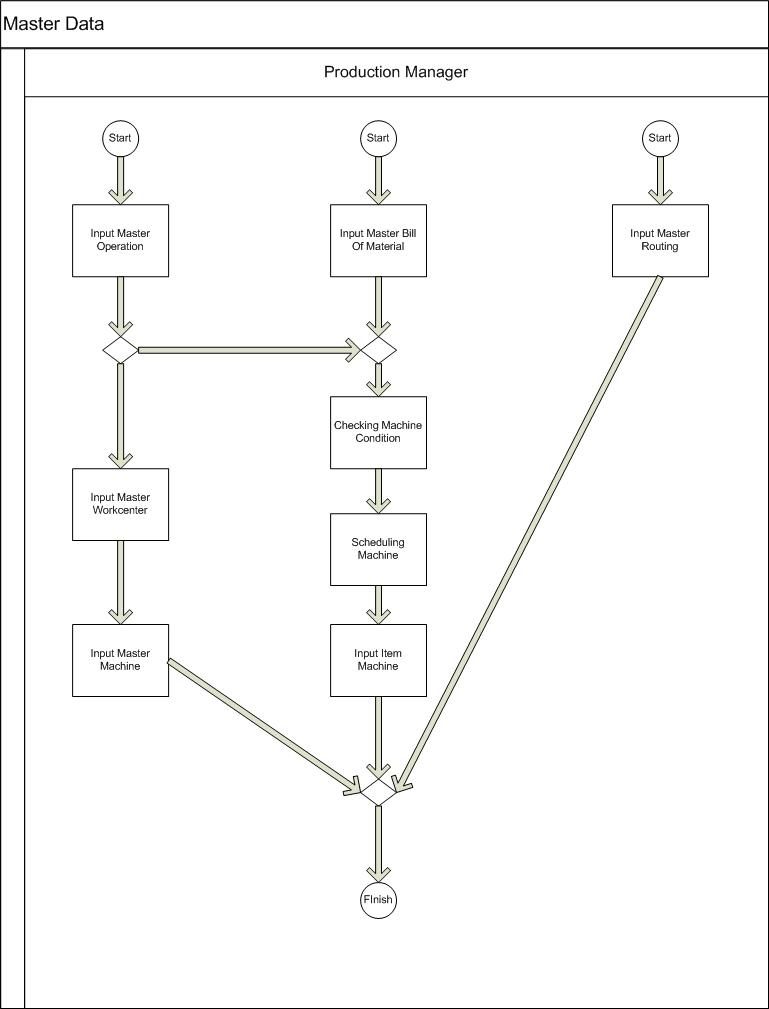 Master Data
Production Manager
Start
Start
Start
Input Master
Operation
Input Master Bill
Of Material
Input Master
Routing
Checking Machine
Condition
Input Master
Workcenter
Scheduling
Machine
Input Master
Machine
Input Item
Machine
FInish